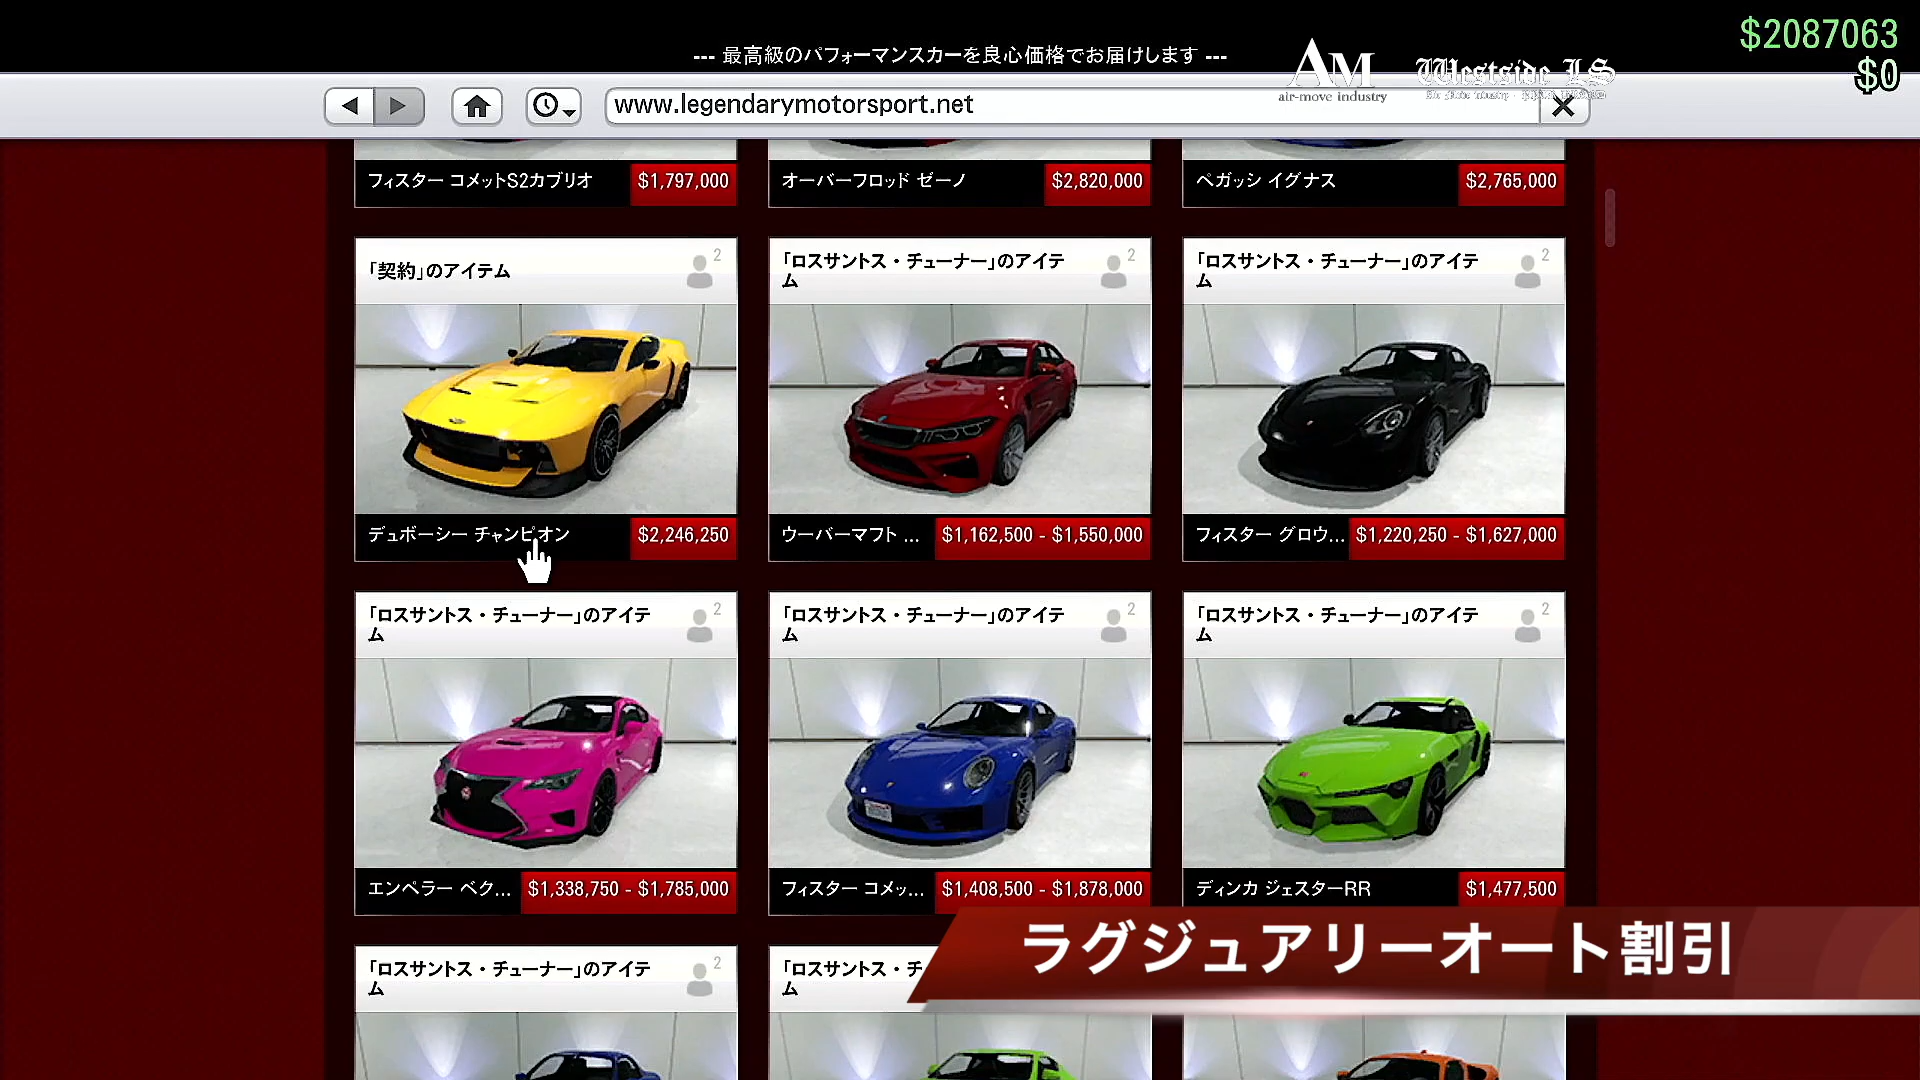 $2087063
$0
--- 最高級のパフォーマンスカーを良心価格でお届けします ---
AM
air-move industry
Westside LS
www.legendarymotorsport.net
フィスター コメットS2カブリオ
$1,797,000
オーバーフロッド ゼーノ
$2,820,000
ペガッシ イグナス
$2,765,000
「契約」のアイテム
2
「ロスサントス・チューナー」のアイテ
ム
2
「ロスサントス・チューナー」のアイテ
ム
2
デュボーシー チャンピオン
$2,246,250
ウーバーマフト ...
$1,162,500 - $1,550,000
フィスター グロウ...
$1,220,250 - $1,627,000
「ロスサントス・チューナー」のアイテ
ム
2
「ロスサントス・チューナー」のアイテ
ム
2
「ロスサントス・チューナー」のアイテ
ム
2
エンペラー ベク...
$1,338,750 - $1,785,000
フィスター コメッ...
$1,408,500 - $1,878,000
ディンカ ジェスターRR
$1,477,500
「ロスサントス・チューナー」のアイテ
ム
2
「ロスサントス・チ
ム
ラグジュアリーオート割引